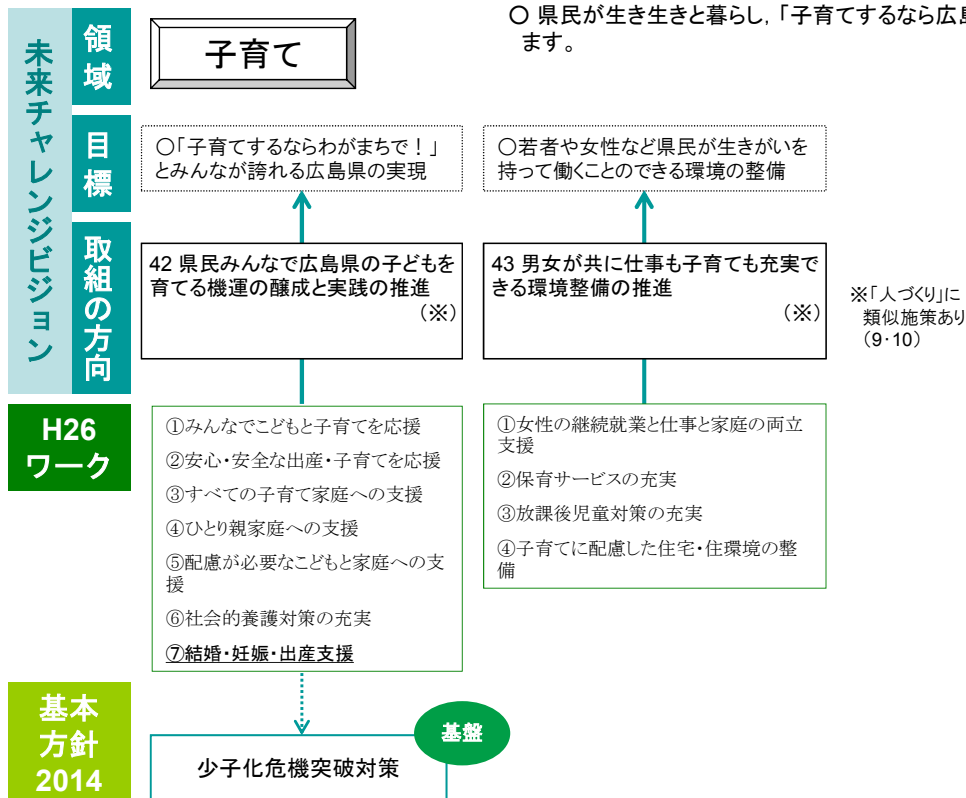 未来チャレンジビジョン
領域
子育て
〇 県民が生き生きと暮らし,「子育てするなら広
ます。
目標
〇「子育てするならわがまちで！」
とみんなが誇れる広島県の実現
〇若者や女性など県民が生きがいを
持って働くことのできる環境の整備
取組の方向
42 県民みんなで広島県の子どもを
育てる機運の醸成と実践の推進
（※）
43 男女が共に仕事も子育ても充実で
きる環境整備の推進
（※）
※「人づくり」に
類似施策あり
（9・10）
H26
ワーク
①みんなでこどもと子育てを応援
②安心・安全な出産・子育てを応援
③すべての子育て家庭への支援
④ひとり親家庭への支援
⑤配慮が必要なこどもと家庭への支
援
⑥社会的養護対策の充実
⑦結婚・妊娠・出産支援
①女性の継続就業と仕事と家庭の両立
支援
②保育サービスの充実
③放課後児童対策の充実
④子育てに配慮した住宅・住環境の整
備
基本
方針
2014
基盤
少子化危機突破対策